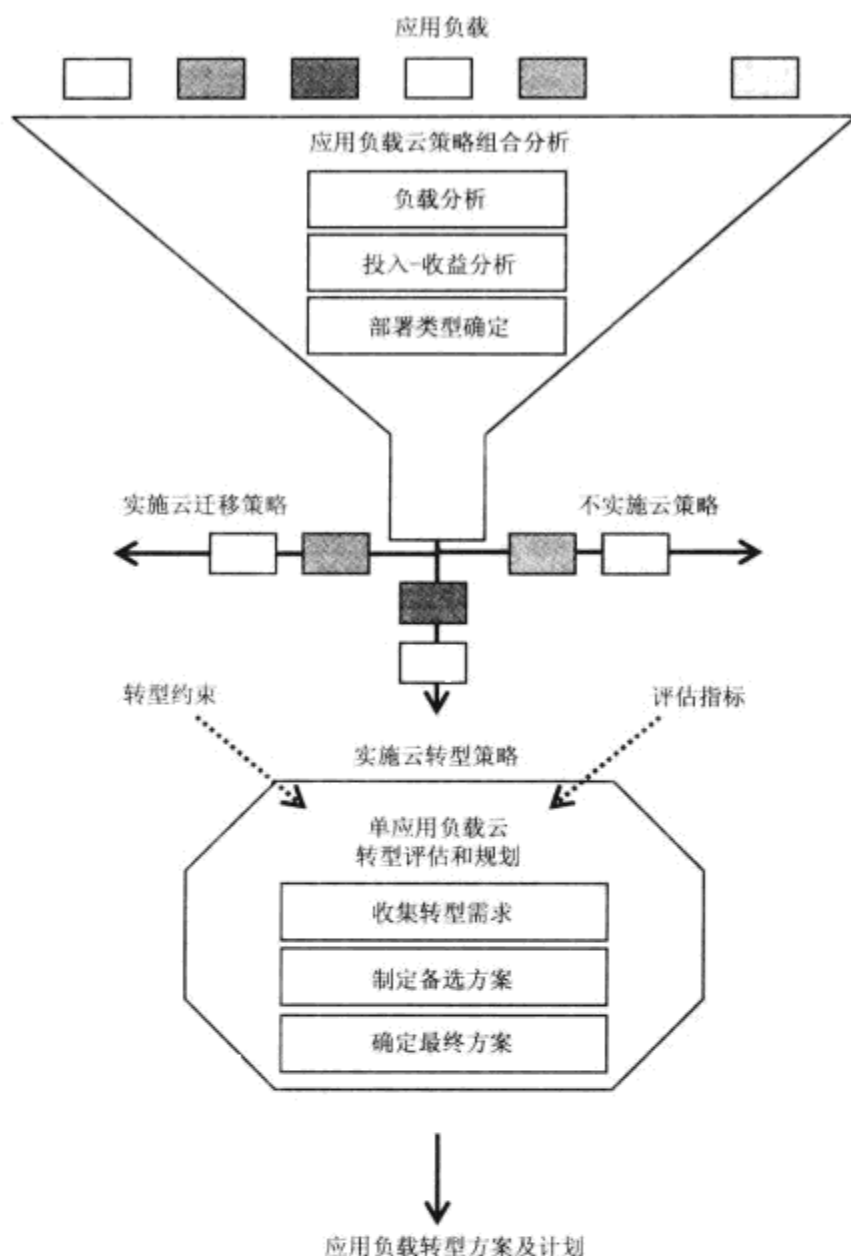 应用负载
应用负载云策略组合分析
负载分析
投入-收益分析
部署类型确定
实施云迁移策略
不实施云策略
转型约束
评估指标
实施云转型策略
单应用负载云
转型评估和规划
收集转型需求
制定备选方案
确定最终方案
应用负载转型方案及计划